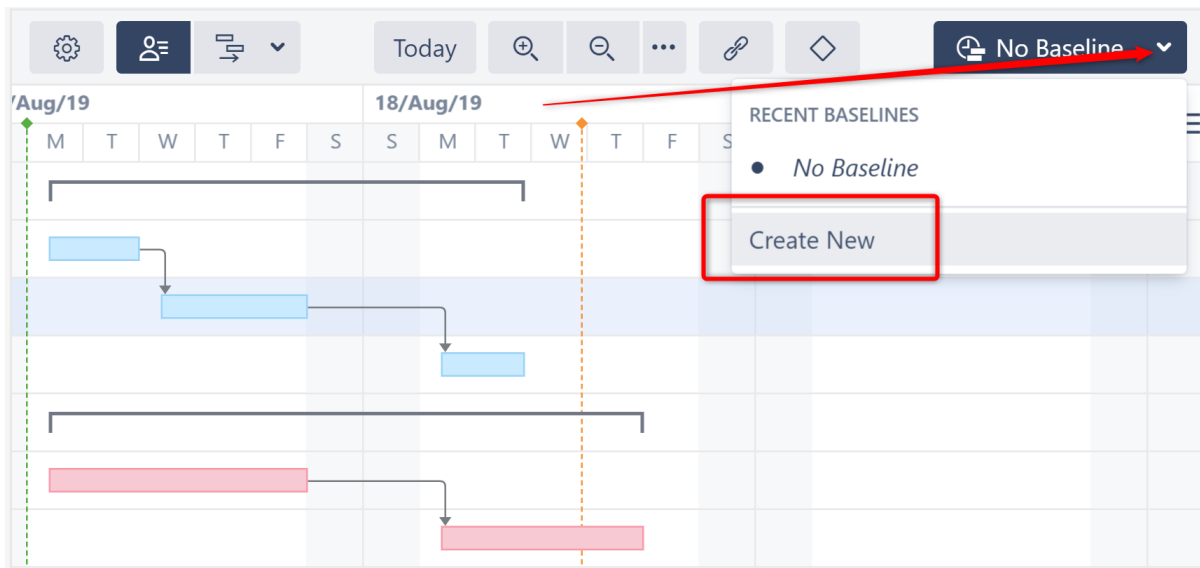 Today
No Baseline
/Aug/19
18/Aug/19
M T W T F S S M T W T F S
RECENT BASELINES
No Baseline
Create New